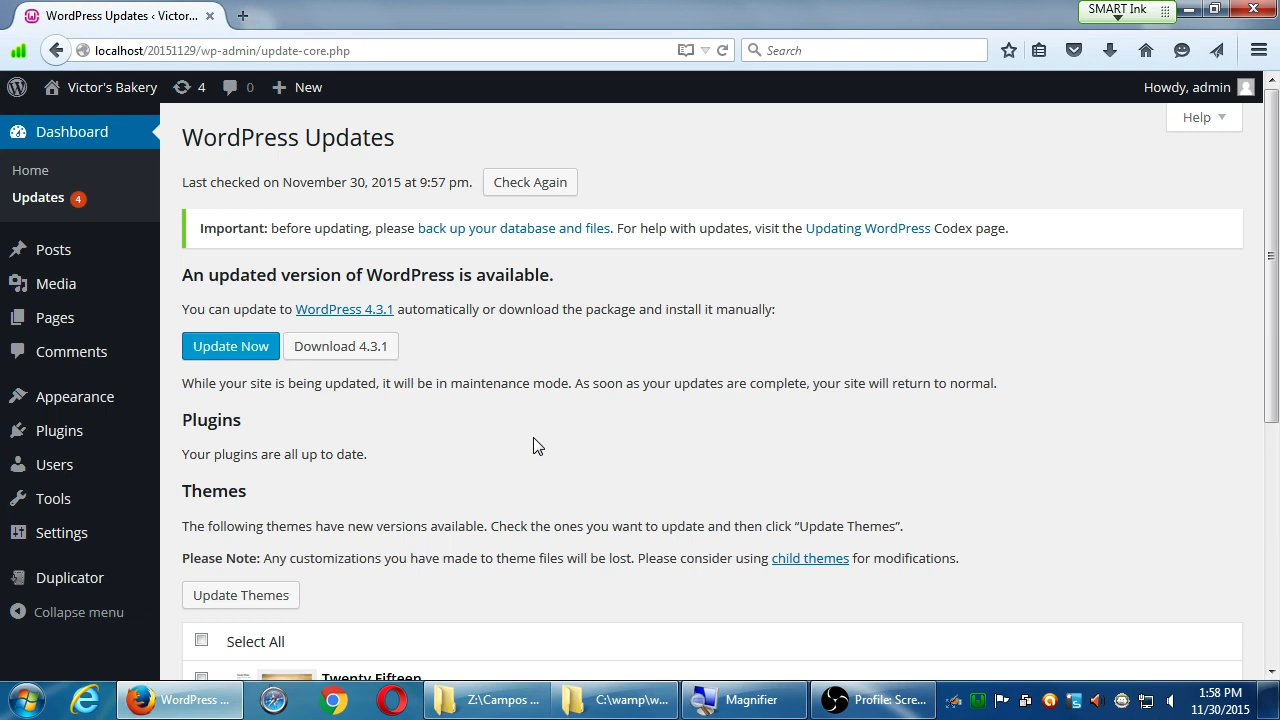 WordPress Updates ‹ Victor...
SMART Ink
localhost/20151129/wp-admin/update-core.php
Search
Victor's Bakery
4
0
New
Howdy, admin
Help
Dashboard
Home
Updates 4
Posts
Media
Pages
Comments
Appearance
Plugins
Users
Tools
Settings
Duplicator
Collapse menu
WordPress Updates
Last checked on November 30, 2015 at 9:57 pm.
Check Again
Important: before updating, please back up your database and files. For help with updates, visit the Updating WordPress Codex page.
An updated version of WordPress is available.
You can update to WordPress 4.3.1 automatically or download the package and install it manually:
Update Now
Download 4.3.1
While your site is being updated, it will be in maintenance mode. As soon as your updates are complete, your site will return to normal.
Plugins
Your plugins are all up to date.
Themes
The following themes have new versions available. Check the ones you want to update and then click “Update Themes”.
Please Note: Any customizations you have made to theme files will be lost. Please consider using child themes for modifications.
Update Themes
Select All
Twenty Fifteen
WordPress ...
Z:\Campos ...
C:\wamp\w...
Magnifier
Profile: Scre...
1:58 PM
11/30/2015